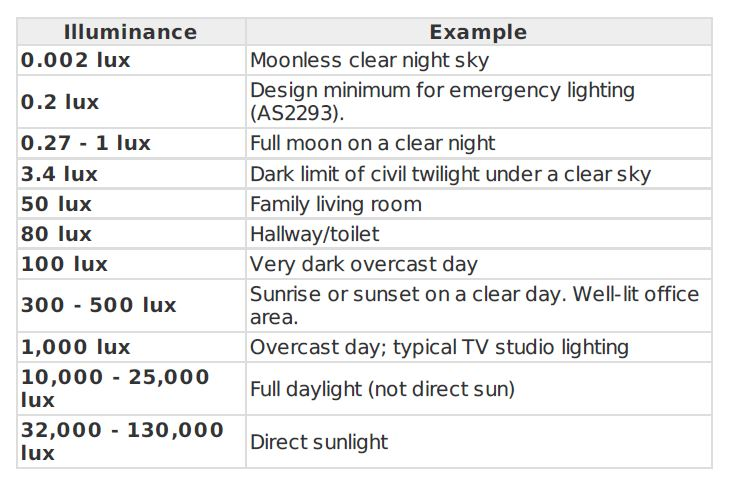 Illuminance Example
0.002 lux Moonless clear night sky
0.2 lux Design minimum for emergency lighting
(AS2293).
0.27 - 1 lux Full moon on a clear night
3.4 lux Dark limit of civil twilight under a clear sky
50 lux Family living room
80 lux Hallway/toilet
100 lux Very dark overcast day
300 - 500 lux Sunrise or sunset on a clear day. Well-lit office
area.
1,000 lux Overcast day; typical TV studio lighting
10,000 - 25,000
lux Full daylight (not direct sun)
32,000 - 130,000
lux Direct sunlight